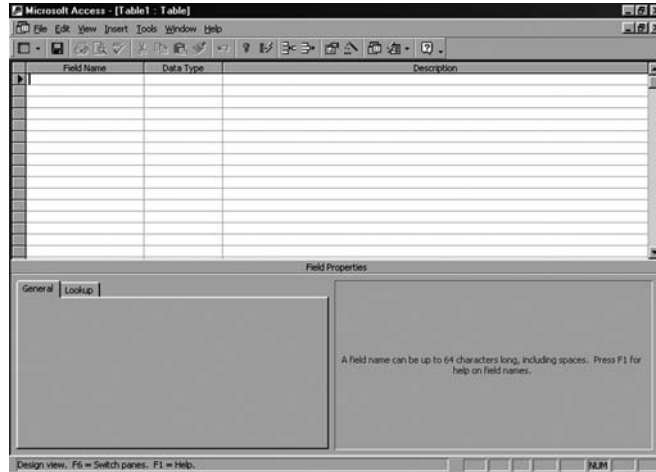 Microsoft Access - [Table1 : Table]
File Edit View Insert Tools Window Help
Field Name Data Type Description
Field Properties
General Lookup
A field name can be up to 64 characters long, including spaces. Press F1 for
help on field names.
Design view. F6 = Switch panes. F1 = Help.
NUM